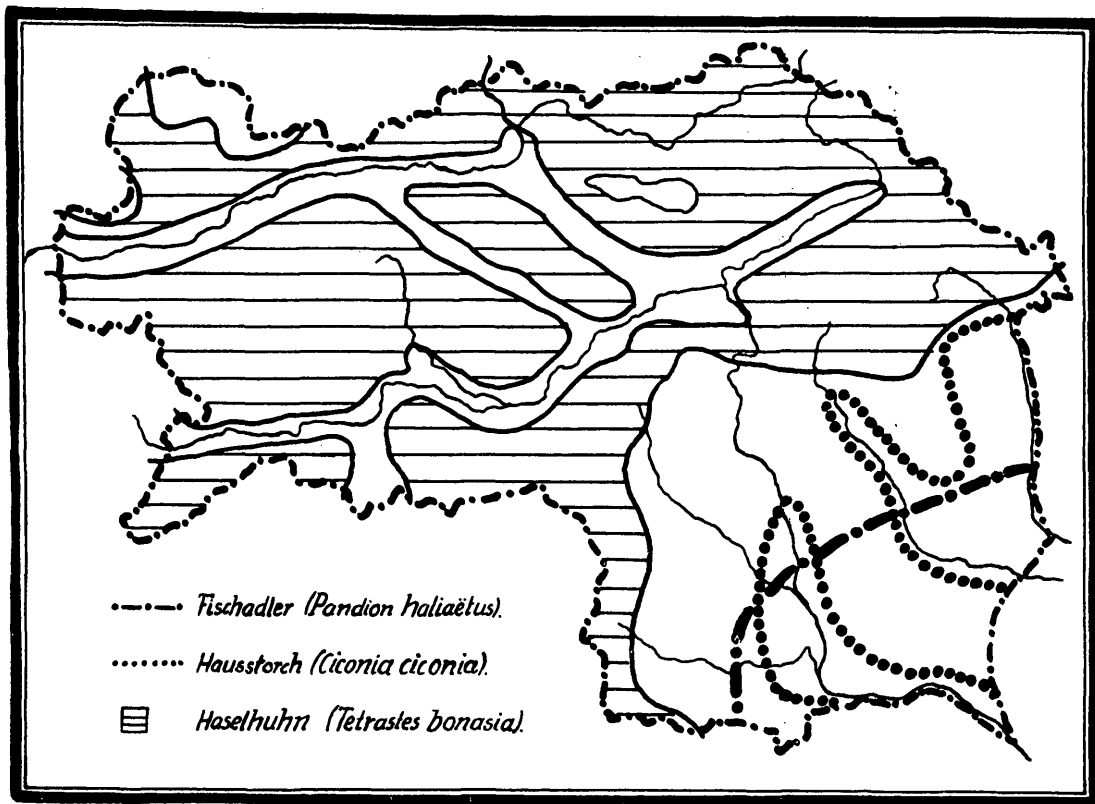 Fischadler (Pandion haliaëtus).
Hausstorch (Ciconia ciconia).
Haselhuhn (Tetrastes bonasia).